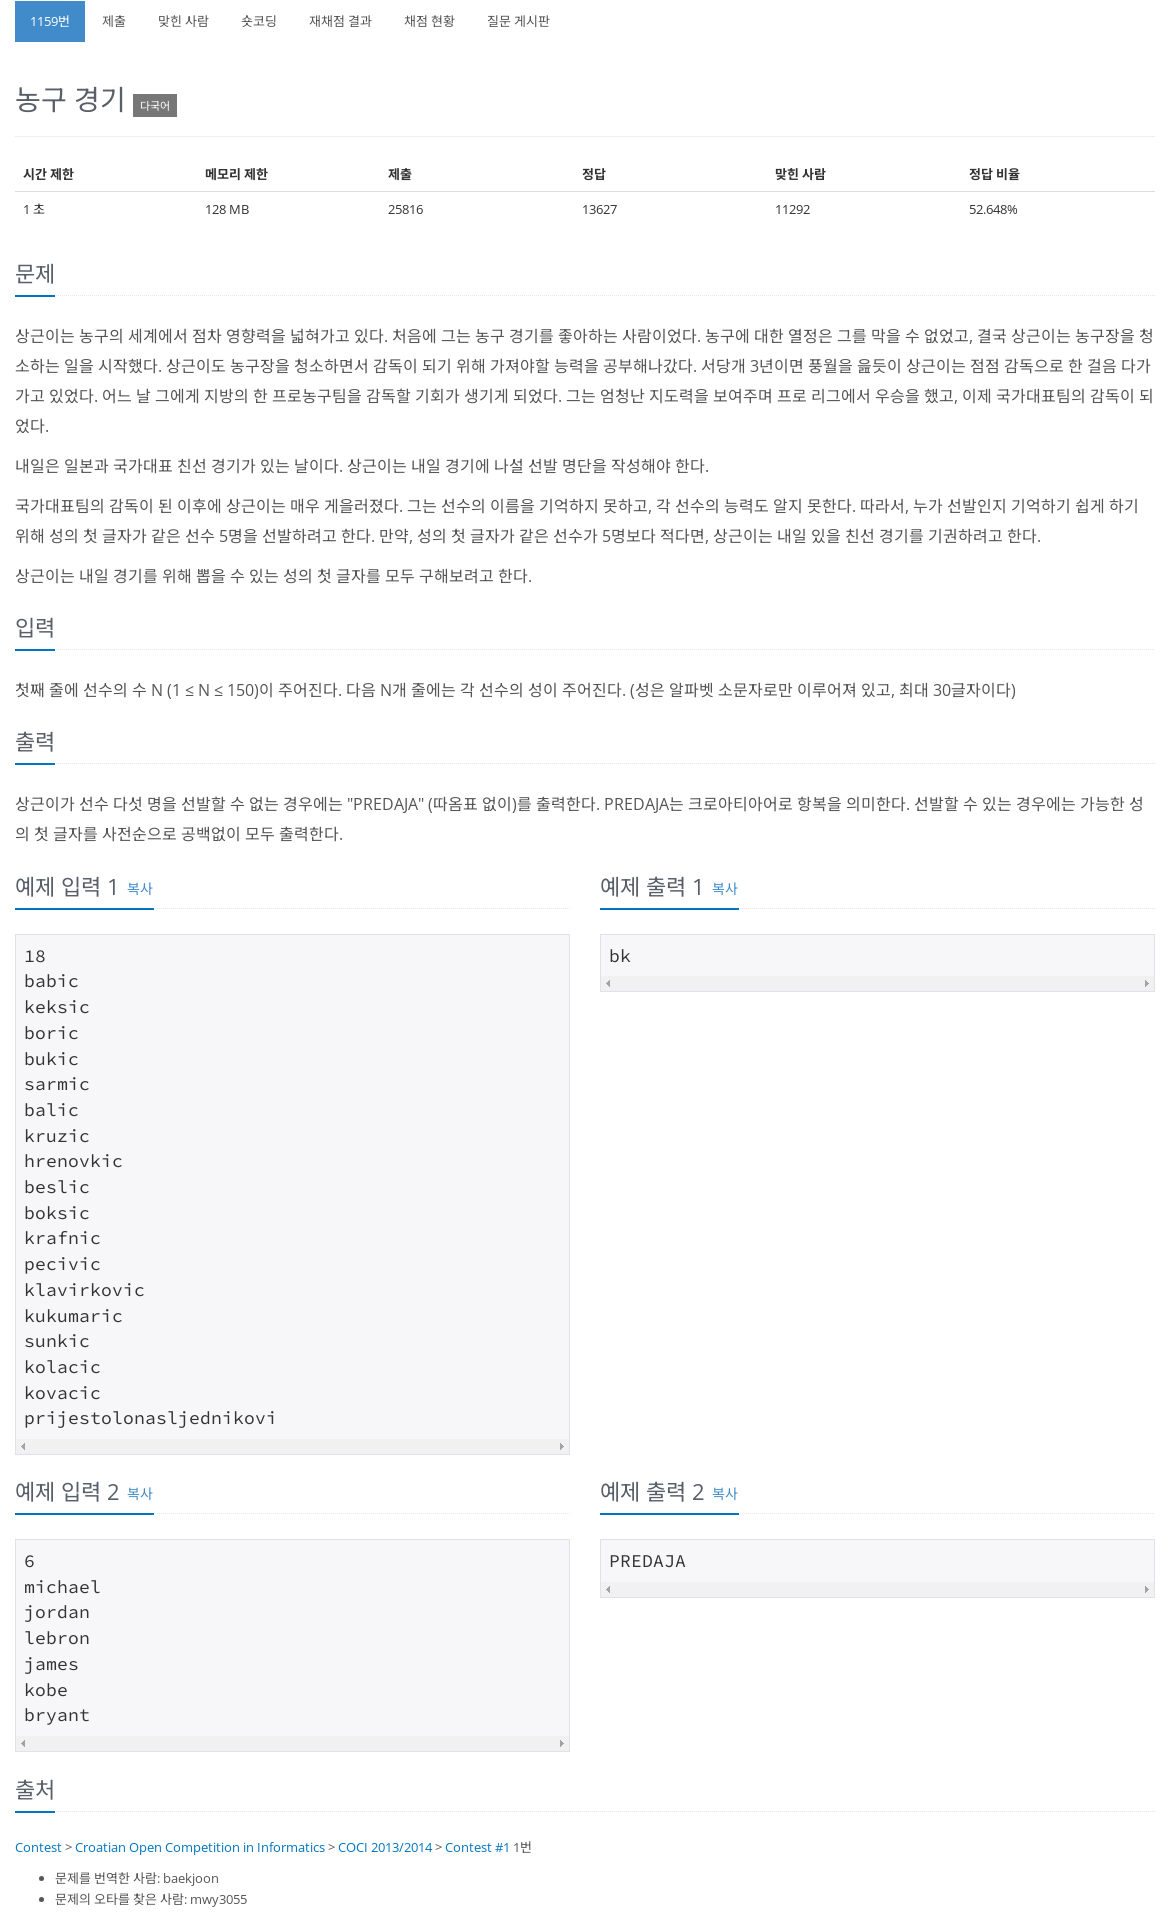 1159번 제출 맞힌 사람 숏코딩 재채점 결과 채점 현황 질문 게시판
농구 경기 다국어
시간 제한 메모리 제한 제출 정답 맞힌 사람 정답 비율
1 초 128 MB 25816 13627 11292 52.648%
문제
상근이는 농구의 세계에서 점차 영향력을 넓혀가고 있다. 처음에 그는 농구 경기를 좋아하는 사람이었다. 농구에 대한 열정은 그를 막을 수 없었고, 결국 상근이는 농구장을 청
소하는 일을 시작했다. 상근이도 농구장을 청소하면서 감독이 되기 위해 가져야할 능력을 공부해나갔다. 서당개 3년이면 풍월을 읊듯이 상근이는 점점 감독으로 한 걸음 다가
가고 있었다. 어느 날 그에게 지방의 한 프로농구팀을 감독할 기회가 생기게 되었다. 그는 엄청난 지도력을 보여주며 프로 리그에서 우승을 했고, 이제 국가대표팀의 감독이 되
었다.
내일은 일본과 국가대표 친선 경기가 있는 날이다. 상근이는 내일 경기에 나설 선발 명단을 작성해야 한다.
국가대표팀의 감독이 된 이후에 상근이는 매우 게을러졌다. 그는 선수의 이름을 기억하지 못하고, 각 선수의 능력도 알지 못한다. 따라서, 누가 선발인지 기억하기 쉽게 하기
위해 성의 첫 글자가 같은 선수 5명을 선발하려고 한다. 만약, 성의 첫 글자가 같은 선수가 5명보다 적다면, 상근이는 내일 있을 친선 경기를 기권하려고 한다.
상근이는 내일 경기를 위해 뽑을 수 있는 성의 첫 글자를 모두 구해보려고 한다.
입력
첫째 줄에 선수의 수 N (1 ≤ N ≤ 150)이 주어진다. 다음 N개 줄에는 각 선수의 성이 주어진다. (성은 알파벳 소문자로만 이루어져 있고, 최대 30글자이다)
출력
상근이가 선수 다섯 명을 선발할 수 없는 경우에는 "PREDAJA" (따옴표 없이)를 출력한다. PREDAJA는 크로아티아어로 항복을 의미한다. 선발할 수 있는 경우에는 가능한 성
의 첫 글자를 사전순으로 공백없이 모두 출력한다.
예제 입력 1 복사
18
babic
keksic
boric
bukic
sarmic
balic
kruzic
hrenovkic
beslic
boksic
krafnic
pecivic
klavirkovic
kukumaric
sunkic
kolacic
kovacic
prijestolonasljednikovi
예제 출력 1 복사
bk
예제 입력 2 복사
6
michael
jordan
lebron
james
kobe
bryant
예제 출력 2 복사
PREDAJA
출처
Contest > Croatian Open Competition in Informatics > COCI 2013/2014 > Contest #1 1번
문제를 번역한 사람: baekjoon
문제의 오타를 찾은 사람: mwy3055